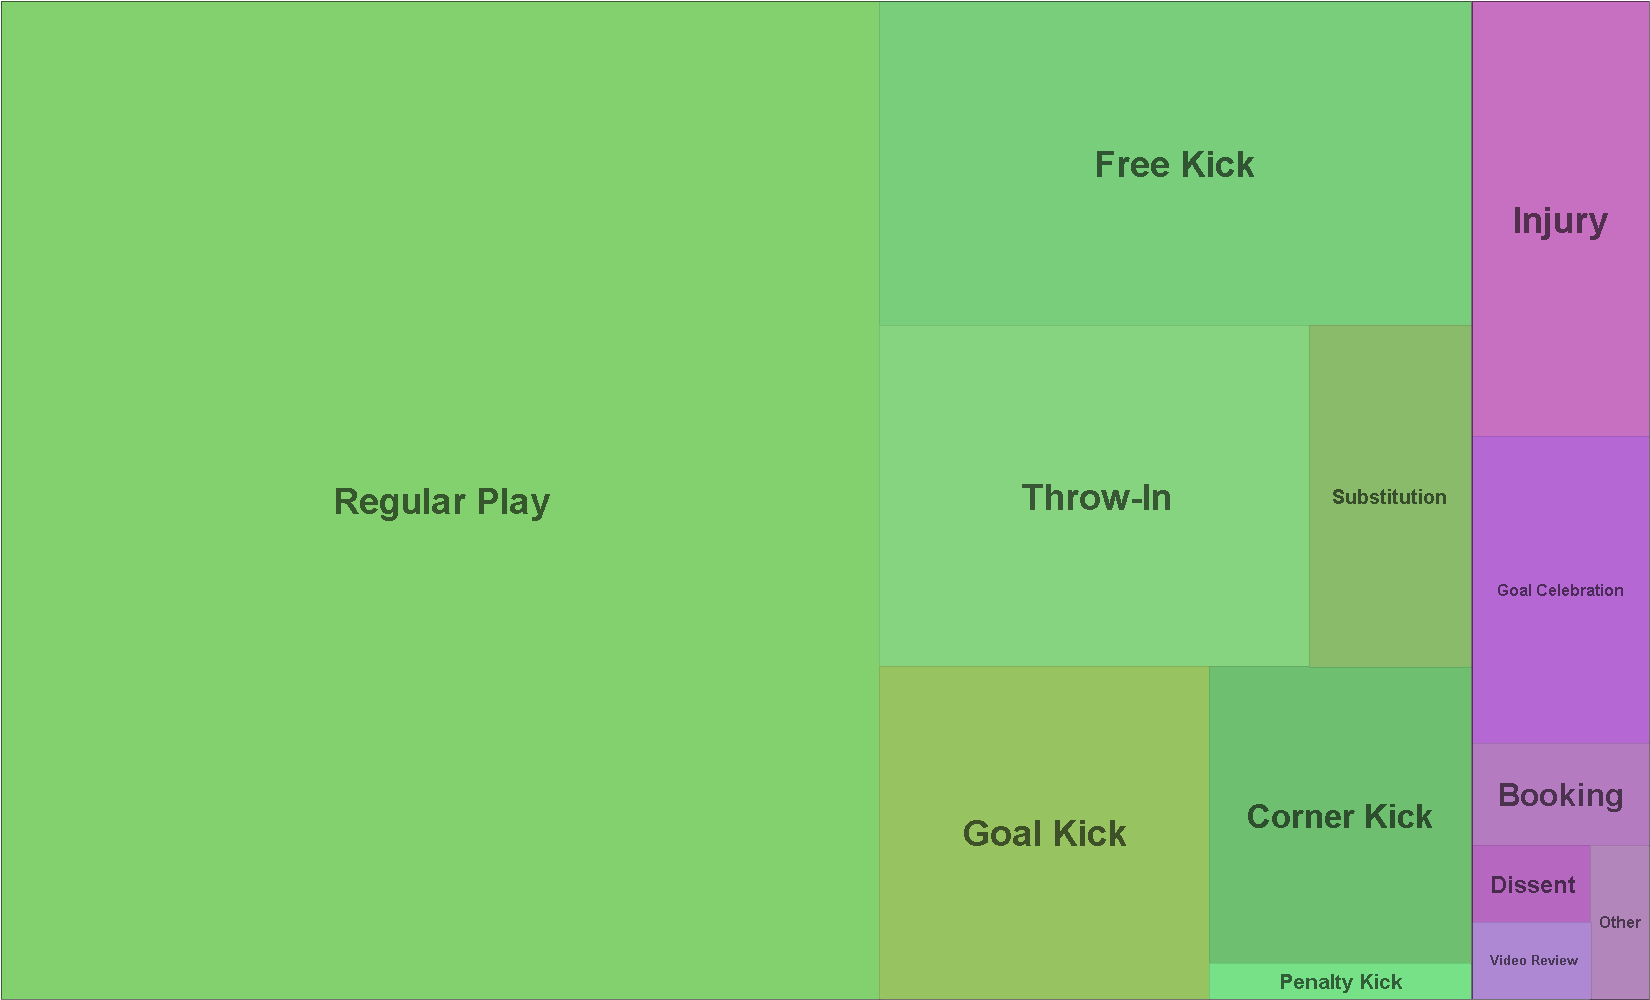 Regular Play
Free Kick
Throw-In
Substitution
Goal Kick
Corner Kick
Penalty Kick
Injury
Goal Celebration
Booking
Dissent
Video Review
Other